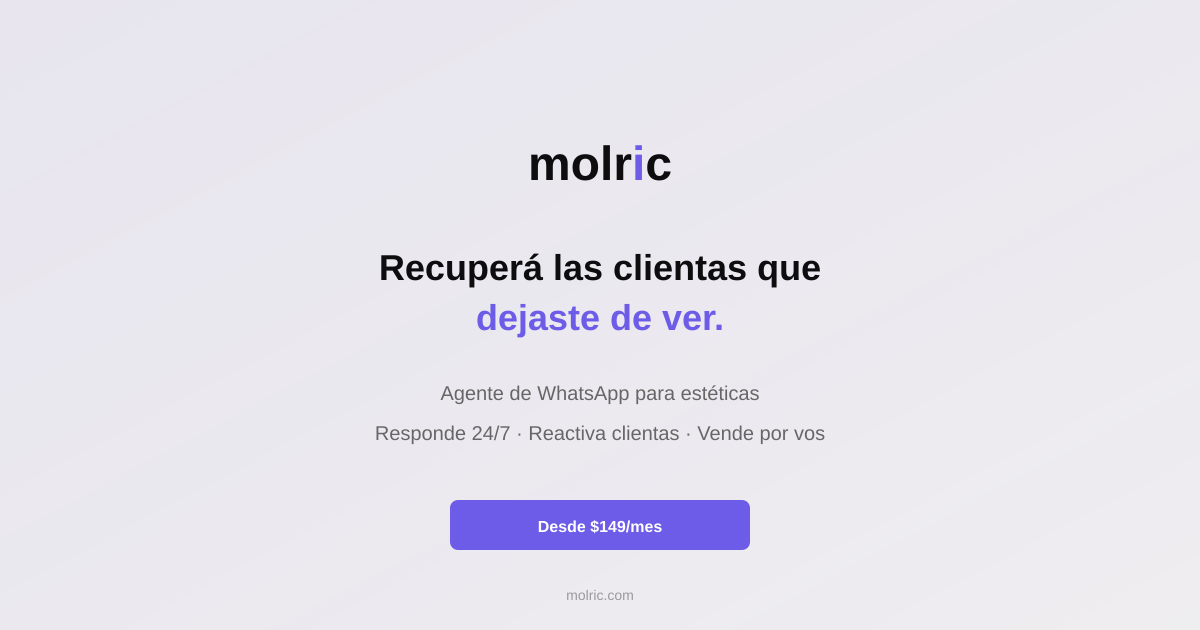 molric
Recuperá las clientas que
dejaste de ver.
Agente de WhatsApp para estéticas
Responde 24/7 · Reactiva clientas · Vende por vos
Desde $149/mes
molric.com